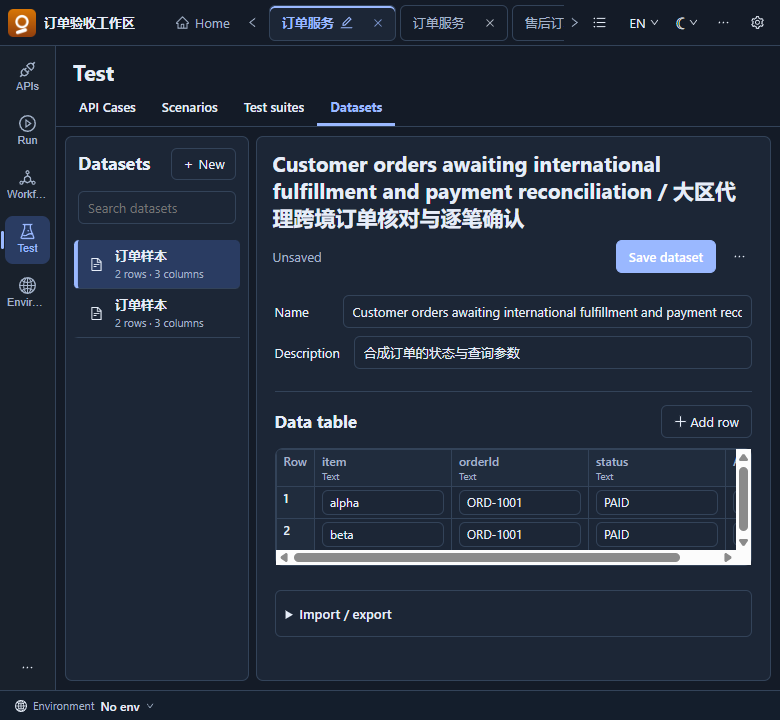 订单验收工作区
Home
订单服务
订单服务
售后订
EN
APIs
Run
Workf...
Test
Envir...
Test
API Cases Scenarios Test suites Datasets
Datasets
+ New
Search datasets
订单样本
2 rows · 3 columns
订单样本
2 rows · 3 columns
Customer orders awaiting international
fulfillment and payment reconciliation / 大区代
理跨境订单核对与逐笔确认
Unsaved
Save dataset
...
Name
Customer orders awaiting international fulfillment and payment recc
Description
合成订单的状态与查询参数
Data table
+ Add row
Row item orderId status
Text Text Text
1 alpha ORD-1001 PAID
2 beta ORD-1001 PAID
Import / export
...
Environment No env